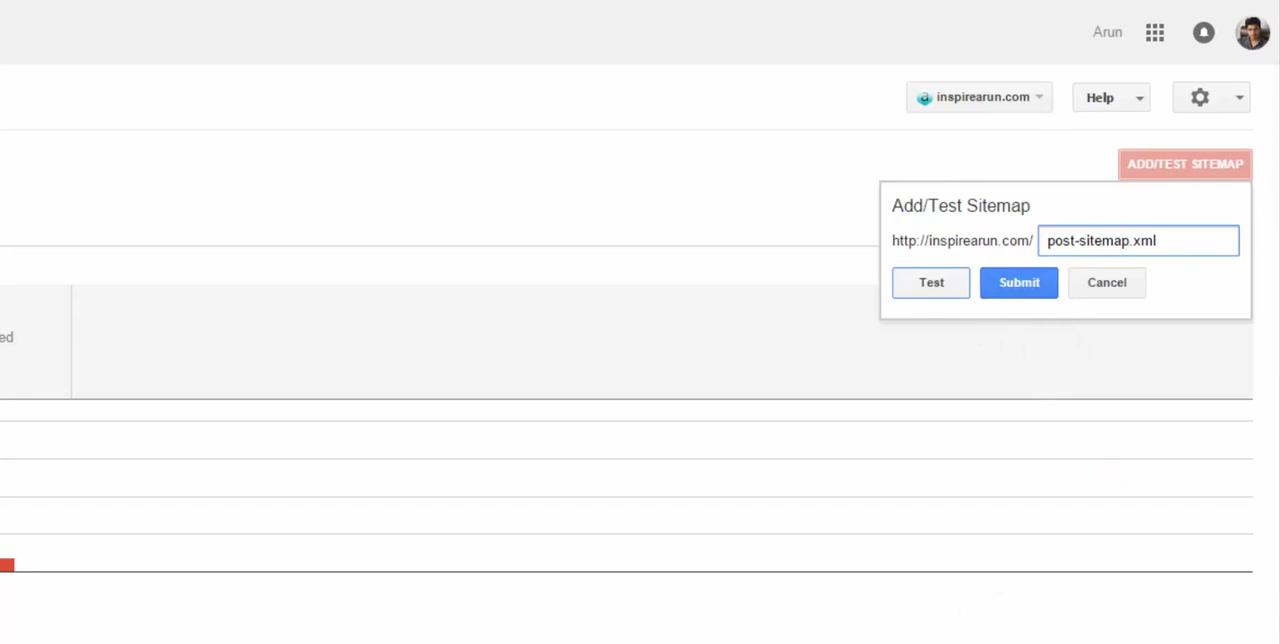 Arun
inspirearun.com
Help
ADD/TEST SITEMAP
Add/Test Sitemap
http://inspirearun.com/ post-sitemap.xml
Test Submit Cancel
ed